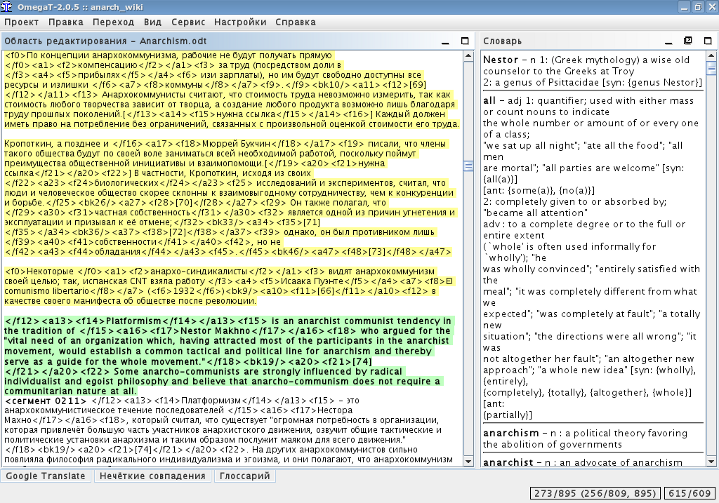 OmegaT-2.0.5 :: anarch_wiki
Проект Правка Переход Вид Сервис Настройки Справка
Область редактирования – Anarchism.odt
<f0>По концепции анархокоммунизма, рабочие не будут получать прямую
</f0><a1><f2>компенсацию</f2></a1><f3> за труд (посредством доли в
</f3><a4><f5>прибылях</f5></a4><f6> или зарплаты), но им будут свободно доступны все
ресурсы и излишки </f6><a7><f8>коммуны</f8></a7><f9>.</f9><bk10/><a11><f12>[69]
</f12></a11><f13> Анархокоммунисты считают, что стоимость труда невозможно измерить, так как
стоимость любого творчества зависит от творца, а создание любого продукта возможно лишь благодаря
труду прошлых поколений.[</f13><a14><f15>нужна ссылка</f15></a14><f16>] Каждый должен
иметь право на потребление без ограничений, связанных с произвольной оценкой стоимости его труда.
Кропоткин, а позднее и </f16><a17><f18>Мюррей Букчин</f18></a17><f19> писали, что члены
такого общества будут по своей воле заниматься всей необходимой работой, поскольку поймут
преимущества общественной инициативы и взаимопомощи.[</f19><a20><f21>нужна
ссылка</f21></a20><f22>] В частности, Кропоткин, исходя из своих
</f22><a23><f24>биологических</f24></a23><f25> исследований и экспериментов, считал, что
люди и человеческое общество скорее склонны к взаимовыгодному сотрудничеству, чем к конкуренции
и борьбе.</f25><bk26/><a27><f28>[70]</f28></a27><f29> Он также полагал, что
</f29><a30><f31>частная собственность</f31></a30><f32> является одной из причин угнетения и
эксплуатации и призывал к ее отмене;</f32><bk33/><a34><f35>[71]
</f35></a34><bk36/><a37><f38>[72]</f38></a37><f39> однако, он был противником лишь
</f39><a40><f41>собственности</f41></a40><f42>, но не
</f42><a43><f44>обладания</f44></a43><f45>.</f45><bk46/><a47><f48>[73]</f48></a47>
<f0>Некоторые </f0><a1><f2>анархо-синдикалисты</f2></a1><f3> видят анархокоммунизм
своей целью; так, испанская CNT взяла работу </f3><a4><f5>Исаака Пуэнте</f5></a4><a7><f8>El
comunismo libertario</f8></a7> (<f6>1932</f6>)<bk9/><a10><f11>[66]</f11></a10><f12> в
качестве своего манифеста об обществе после революции.
</f12><a13><f14>Platformism</f14></a13><f15> is an anarchist communist tendency in
the tradition of </f15><a16><f17>Nestor Makhno</f17></a16><f18> who argued for the
"vital need of an organization which, having attracted most of the participants in the anarchist
movement, would establish a common tactical and political line for anarchism and thereby
serve as a guide for the whole movement."</f18><bk19/><a20><f21>[74]
</f21></a20><f22> Some anarcho-communists are strongly influenced by radical
individualist and egoist philosophy and believe that anarcho-communism does not require a
communitarian nature at all.
<сегмент 0211> </f12><a13><f14>Платформизм</f14></a13><f15> – это
анархокоммунистическое течение последователей </f15><a16><f17>Нестора
Махно</f17></a16><f18>, который считал, что существует "огромная потребность в организации,
которая привлечёт большую часть участников анархистского движения, озвучит общие тактические и
политические установки анархизма и таким образом послужит маяком для всего движения."
</f18><bk19/><a20><f21>[74]</f21></a20><f22>. На других анархокоммунистов сильно
повлияла философия радикального индивидуализма и эгоизма, и они полагают, что анархокоммунизм
Словарь
Nestor – n 1: (Greek mythology) a wise old
counselor to the Greeks at Troy
2: a genus of Psittacidae [syn: {genus Nestor}]
all – adj 1: quantifier; used with either mass
or count nouns to indicate
the whole number or amount of or every one
of a class;
"we sat up all night"; "ate all the food"; "all
men
are mortal"; "all parties are welcome" [syn:
{all(a)}]
[ant: {some(a)}, {no(a)}]
2: completely given to or absorbed by;
"became all attention"
adv : to a complete degree or to the full or
entire extent
(`whole' is often used informally for
`wholly'); "he
was wholly convinced"; "entirely satisfied with
the
meal"; "it was completely different from what
we
expected"; "was completely at fault"; "a totally
new
situation"; "the directions were all wrong"; "it
was
not altogether her fault"; "an altogether new
approach"; "a whole new idea" [syn: {wholly},
{entirely},
{completely}, {totally}, {altogether}, {whole}]
[ant:
{partially}]
anarchism – n : a political theory favoring
the abolition of governments
anarchist – n : an advocate of anarchism
Google Translate Нечёткие совпадения Глоссарий
273/895 (256/809, 895) 615/609